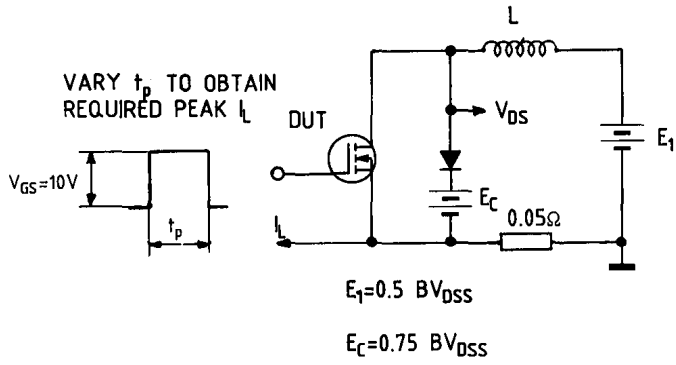 L
VARY tp TO OBTAIN
REQUIRED PEAK IL
DUT
VDS
E1
VGS=10V
EC
0.05Ω
IL
tp
E1=0.5 BVDSS
EC=0.75 BVDSS